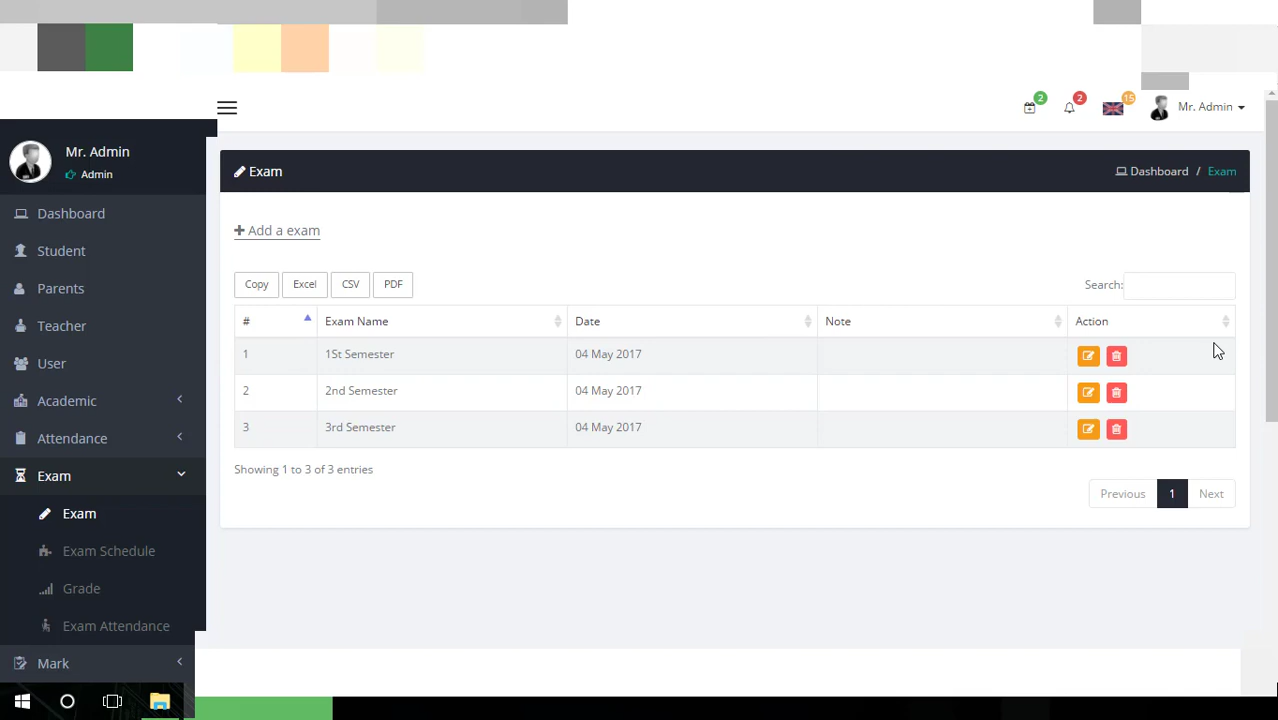 2
2
15
Mr. Admin
Mr. Admin
Admin
Dashboard
Student
Parents
Teacher
User
Academic
Attendance
Exam
Exam
Exam Schedule
Grade
Exam Attendance
Mark
Exam
Dashboard / Exam
Add a exam
Copy Excel CSV PDF
Search:
# Exam Name Date Note Action
1 1St Semester 04 May 2017
2 2nd Semester 04 May 2017
3 3rd Semester 04 May 2017
Showing 1 to 3 of 3 entries
Previous 1 Next